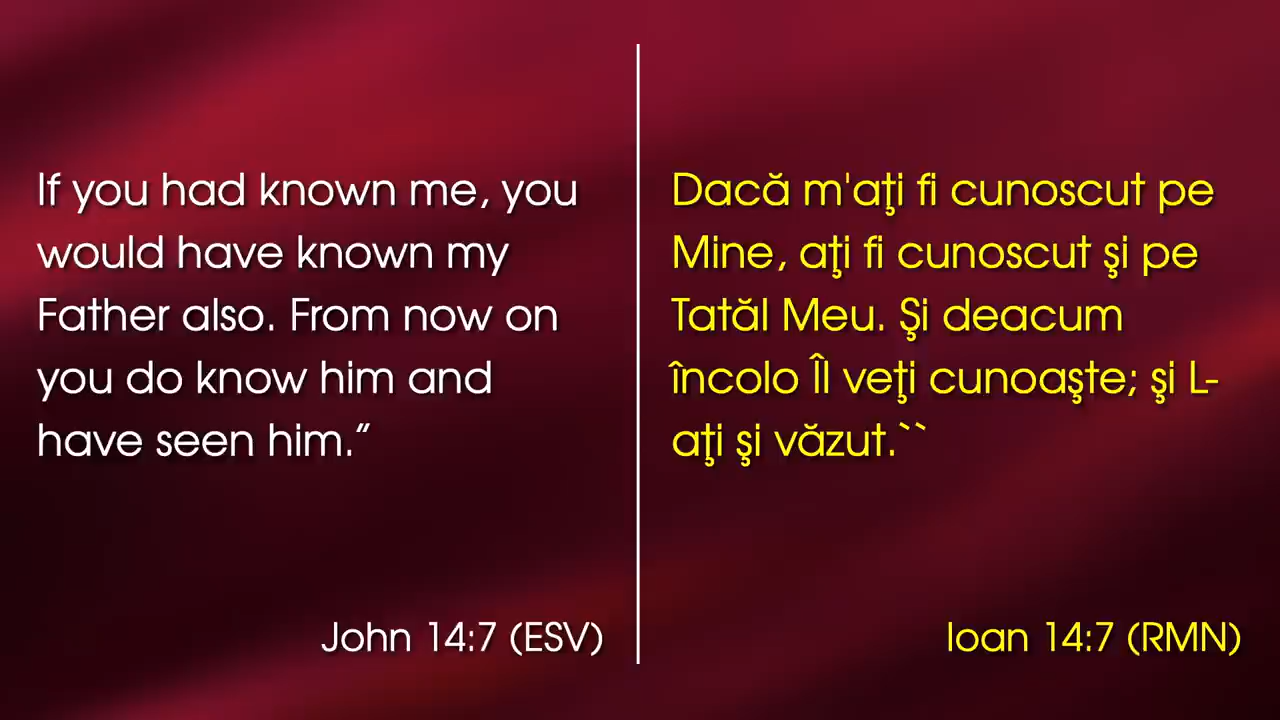 If you had known me, you
would have known my
Father also. From now on
you do know him and
have seen him.”
John 14:7 (ESV)
Dacă m'aţi fi cunoscut pe
Mine, aţi fi cunoscut şi pe
Tatăl Meu. Şi deacum
încolo Îl veţi cunoaşte; şi L-
aţi şi văzut.``
Ioan 14:7 (RMN)